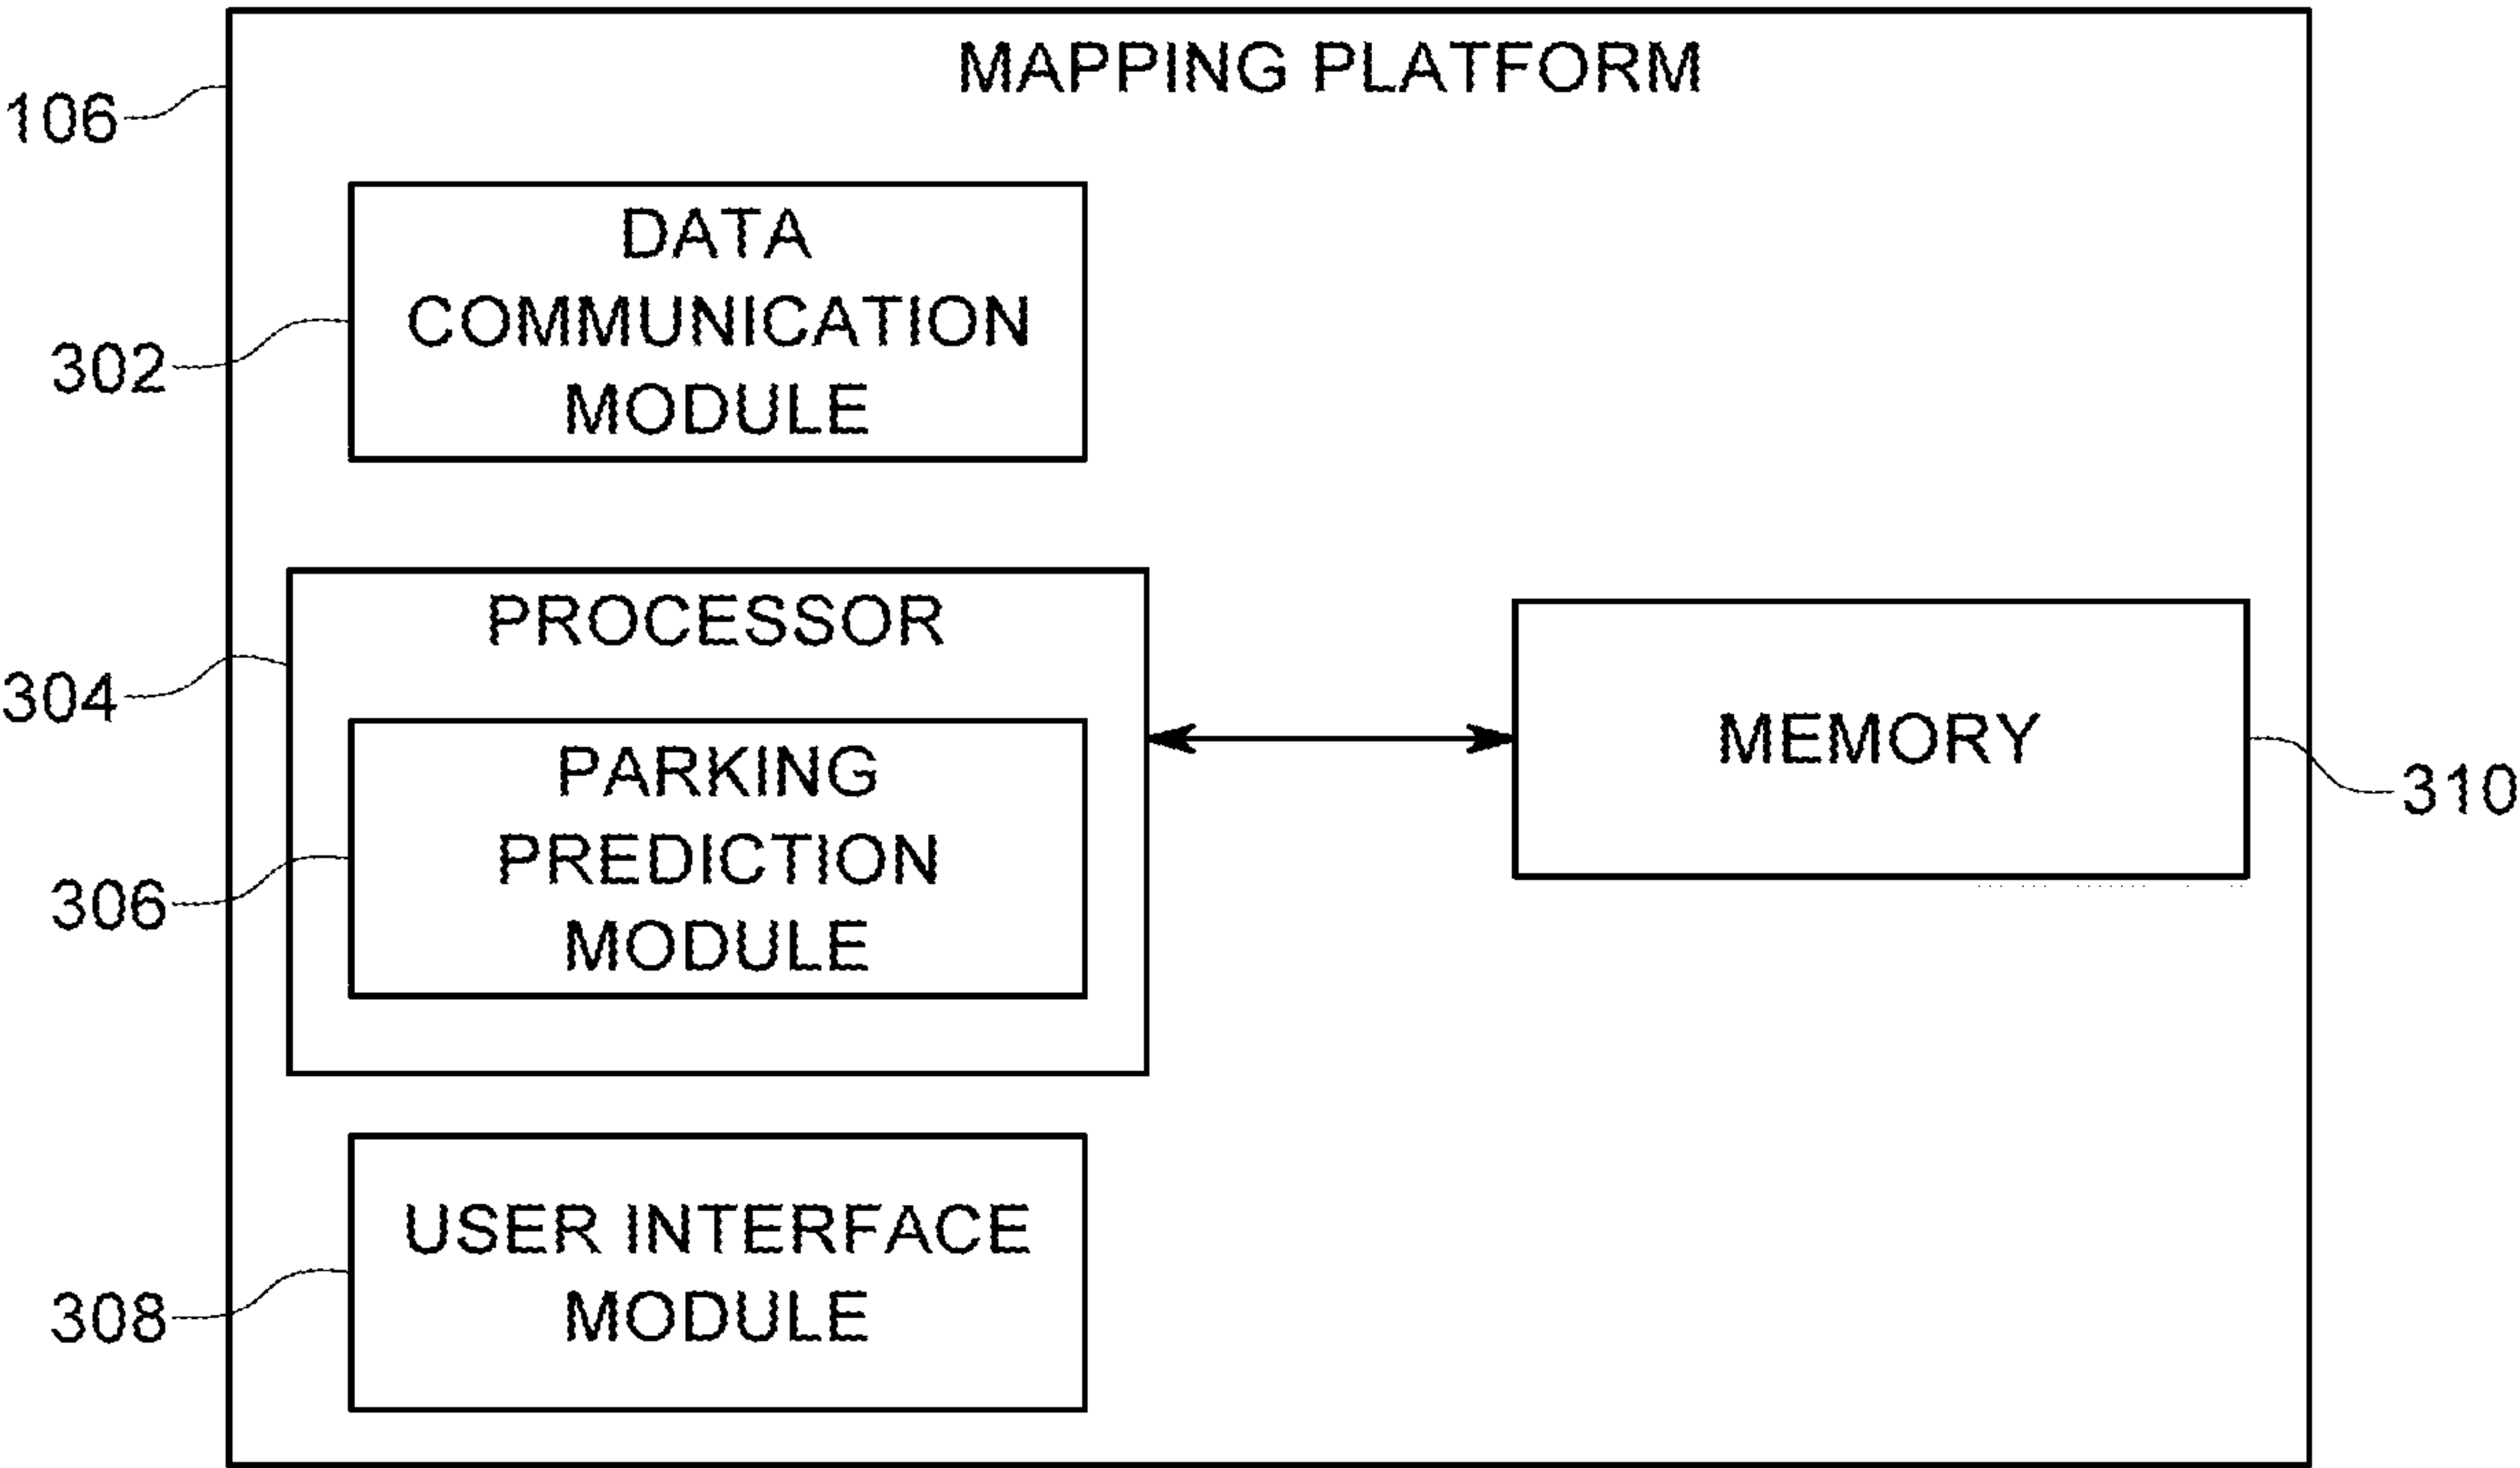 MAPPING PLATFORM
106
DATA
COMMUNICATION
MODULE
302
PROCESSOR
304
PARKING
PREDICTION
MODULE
306
MEMORY
310
USER INTERFACE
MODULE
308